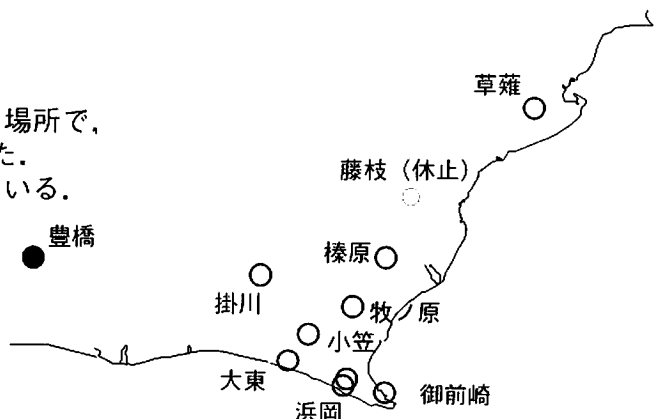 場所で，
た．
いる．
草薙
藤枝（休止）
豊橋
榛原
掛川
牧ノ原
小笠
大東
御前崎
浜岡